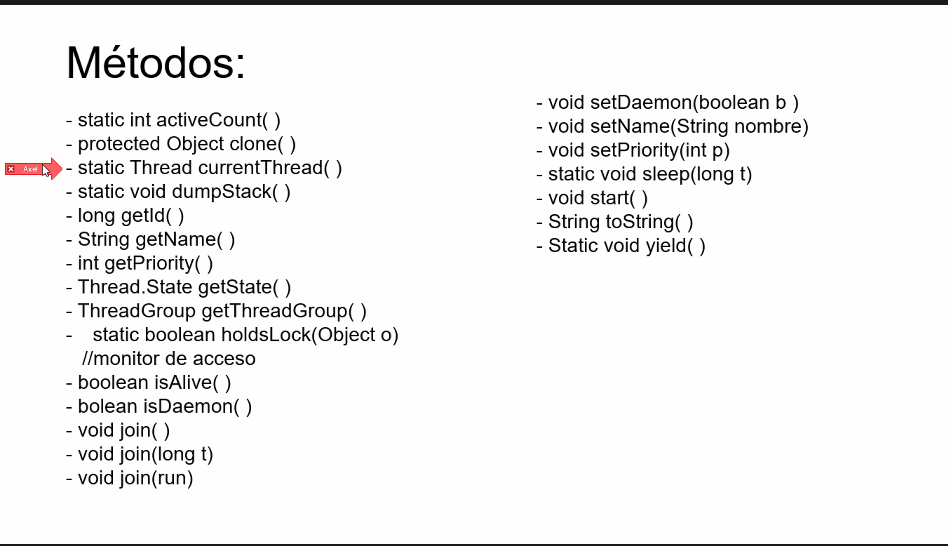 Métodos:
- static int activeCount( )
- protected Object clone( )
- static Thread currentThread( )
- static void dumpStack( )
- long getId( )
- String getName( )
- int getPriority( )
- Thread.State getState( )
- ThreadGroup getThreadGroup( )
- static boolean holdsLock(Object o)
//monitor de acceso
- boolean isAlive( )
- bolean isDaemon( )
- void join( )
- void join(long t)
- void join(run)
- void setDaemon(boolean b )
- void setName(String nombre)
- void setPriority(int p)
- static void sleep(long t)
- void start( )
- String toString( )
- Static void yield( )